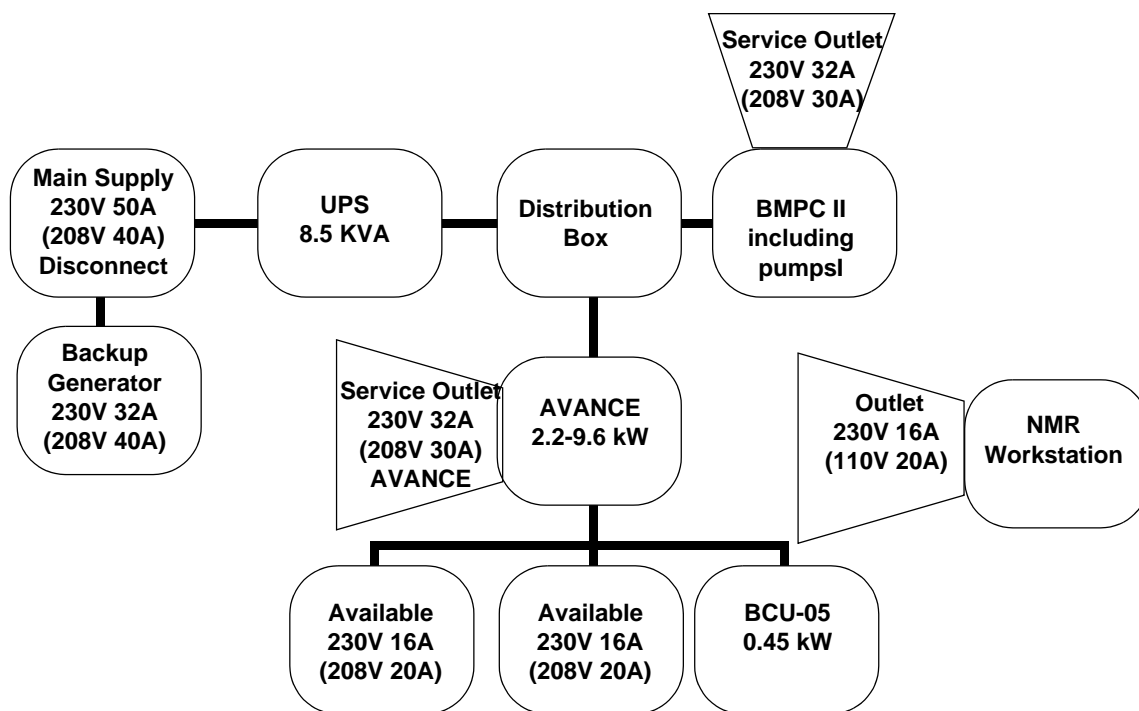 Service Outlet
230V 32A
(208V 30A)
Main Supply
230V 50A
(208V 40A)
Disconnect
UPS
8.5 KVA
Distribution
Box
BMPC II
including
pumpsI
Backup
Generator
230V 32A
(208V 40A)
Service Outlet
230V 32A
(208V 30A)
AVANCE
AVANCE
2.2-9.6 kW
Outlet
230V 16A
(110V 20A)
NMR
Workstation
Available
230V 16A
(208V 20A)
Available
230V 16A
(208V 20A)
BCU-05
0.45 kW